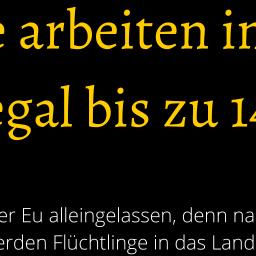 e arbeiten in
egal bis zu 14
er Eu alleingelassen, denn na
erden Flüchtlinge in das Land